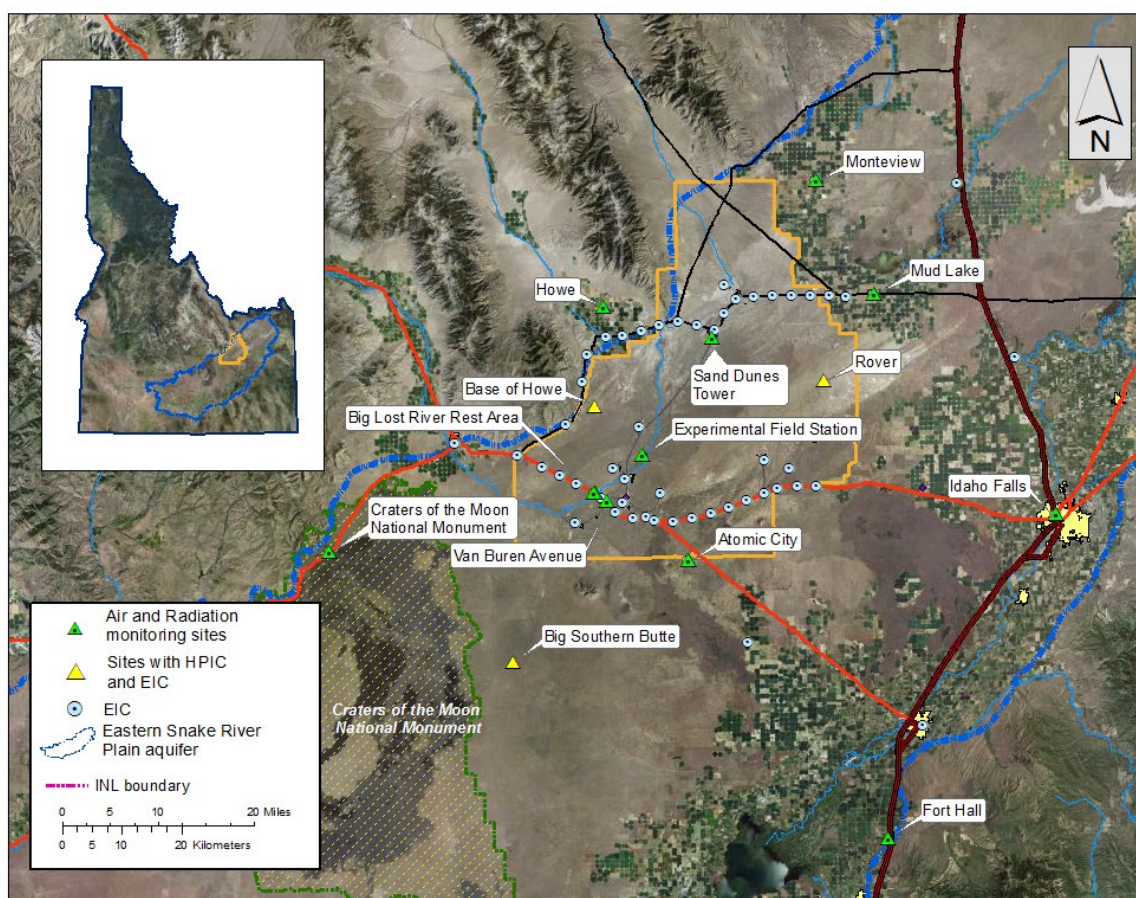 N
Monteview
Mud Lake
Howe
Sand Dunes
Tower
Rover
Base of Howe
Big Lost River Rest Area
Experimental Field Station
Idaho Falls
Craters of the Moon
National Monument
Van Buren Avenue
Atomic City
Big Southern Butte
Craters of the Moon
National Monument
Fort Hall
Air and Radiation
monitoring sites
Sites with HPIC
and EIC
EIC
Eastern Snake River
Plain aquifer
INL boundary
0 5 10 20 Miles
0 5 10 20 Kilometers